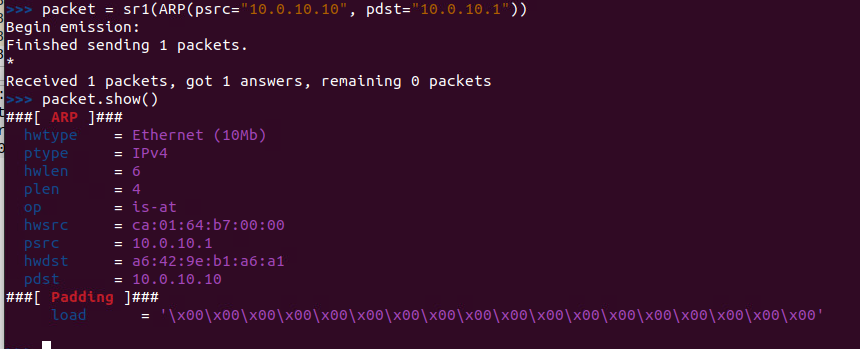 >>> packet = sr1(ARP(psrc="10.0.10.10", pdst="10.0.10.1"))
Begin emission:
Finished sending 1 packets.
*
Received 1 packets, got 1 answers, remaining 0 packets
>>> packet.show()
###[ ARP ]###
  hwtype    = Ethernet (10Mb)
  ptype     = IPv4
  hwlen     = 6
  plen      = 4
  op        = is-at
  hwsrc     = ca:01:64:b7:00:00
  psrc      = 10.0.10.1
  hwdst     = a6:42:9e:b1:a6:a1
  pdst      = 10.0.10.10
###[ Padding ]###
     load      = '\x00\x00\x00\x00\x00\x00\x00\x00\x00\x00\x00\x00\x00\x00\x00\x00\x00\x00'